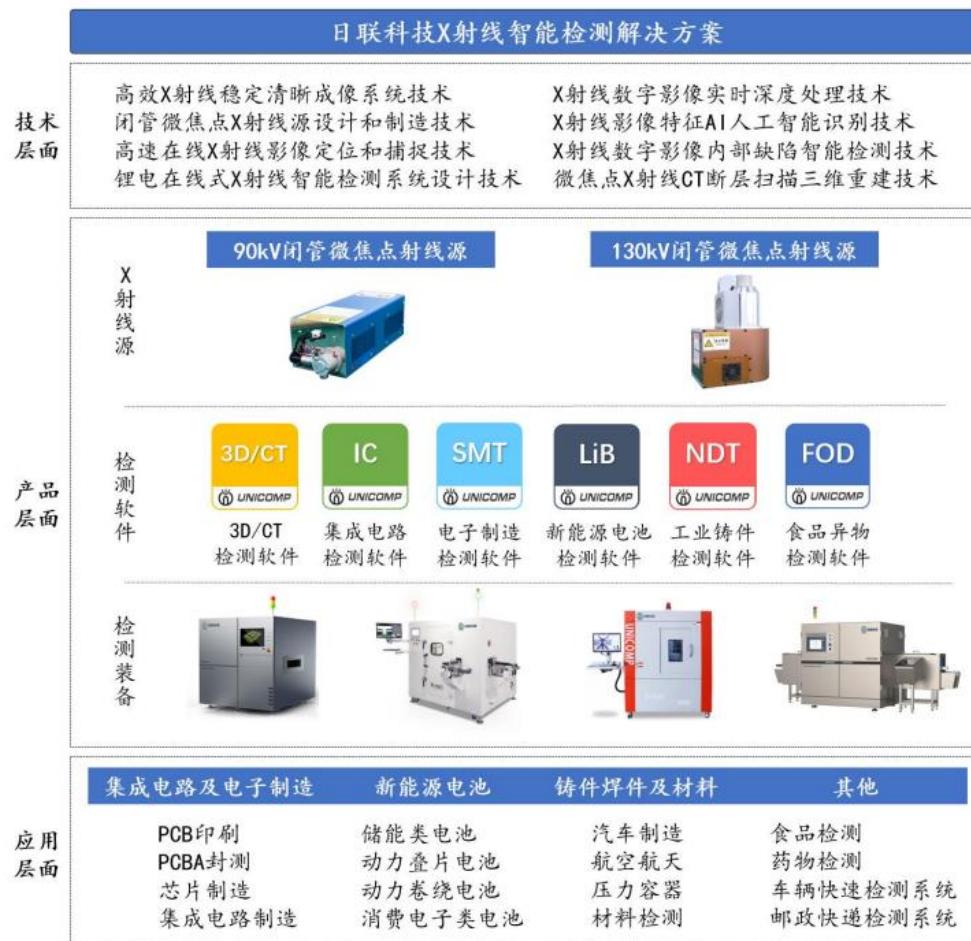 日联科技X射线智能检测解决方案
技术
层面
高效X射线稳定清晰成像系统技术
闭管微焦点X射线源设计和制造技术
高速在线X射线影像定位和捕捉技术
锂电在线式X射线智能检测系统设计技术
X射线数字影像实时深度处理技术
X射线影像特征AI人工智能识别技术
X射线数字影像内部缺陷智能检测技术
微焦点X射线CT断层扫描三维重建技术
产品
层面
X
射
线
源
90kV闭管微焦点射线源
130kV闭管微焦点射线源
检
测
软
件
3D/CT
UNICOMP
3D/CT
检测软件
IC
UNICOMP
集成电路
检测软件
SMT
UNICOMP
电子制造
检测软件
LiB
UNICOMP
新能源电池
检测软件
NDT
UNICOMP
工业铸件
检测软件
FOD
UNICOMP
食品异物
检测软件
检
测
装
备
UNICOMP
应用
层面
集成电路及电子制造
PCB印刷
PCBA封测
芯片制造
集成电路制造
新能源电池
储能类电池
动力叠片电池
动力卷绕电池
消费电子类电池
铸件焊件及材料
汽车制造
航空航天
压力容器
材料检测
其他
食品检测
药物检测
车辆快速检测系统
邮政快递检测系统